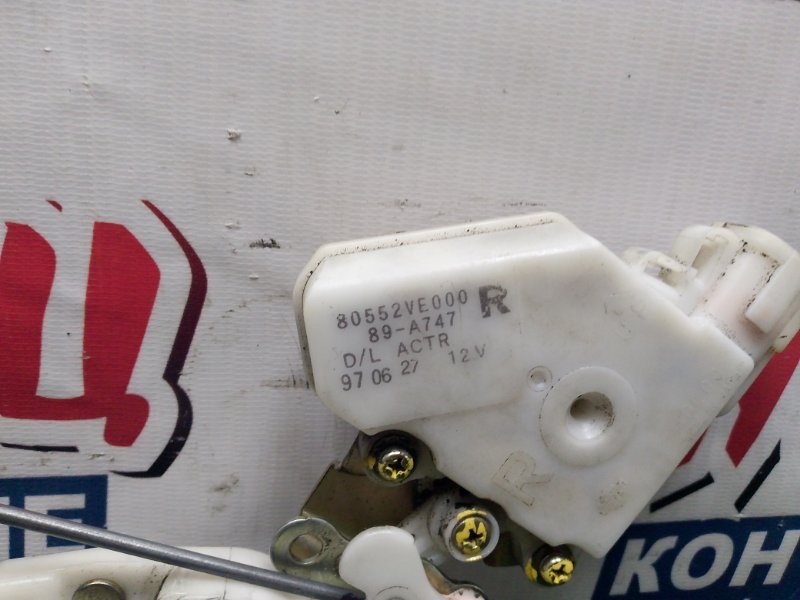 80552VE000 R
89-A747
D/L ACTR
97 06 27 12V
R
Ц
КОН